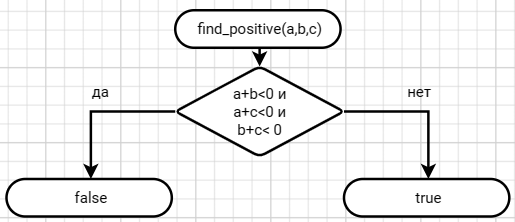 find_positive(a,b,c)
да
нет
a+b<0 и
a+c<0 и
b+c< 0
false
true